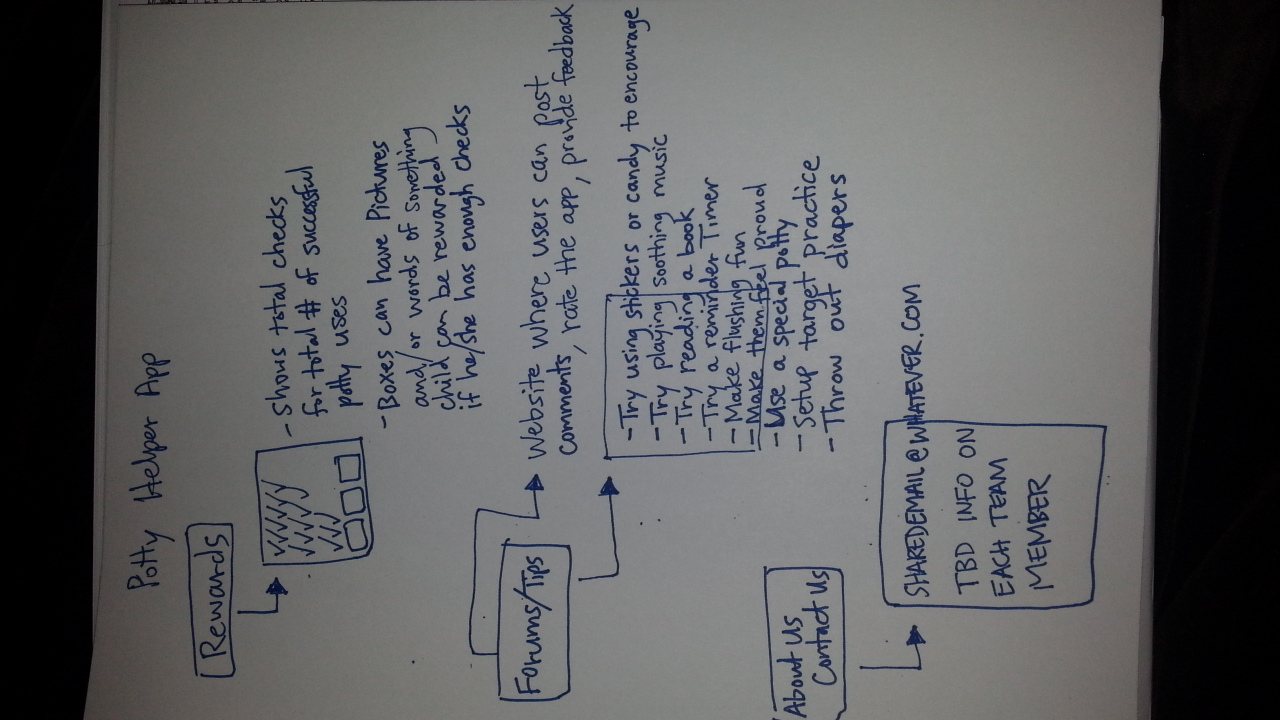 Potty Helper App
Rewards
- Shows total checks
for total # of successful
potty uses
- Boxes can have Pictures
and/or words of something
child can be rewarded
if he/she has enough checks
Forums/Tips
Website where users can post
comments, rate the app, provide feedback
- Try using stickers or candy to encourage
- Try playing soothing music
- Try reading a book
- Try a reminder Timer
- Make flushing fun
- Make them feel proud
- Use a special potty
- Setup target practice
- Throw out diapers
About Us
Contact Us
SHAREDEMAIL@WHATEVER.COM
TBD INFO ON
EACH TEAM
MEMBER